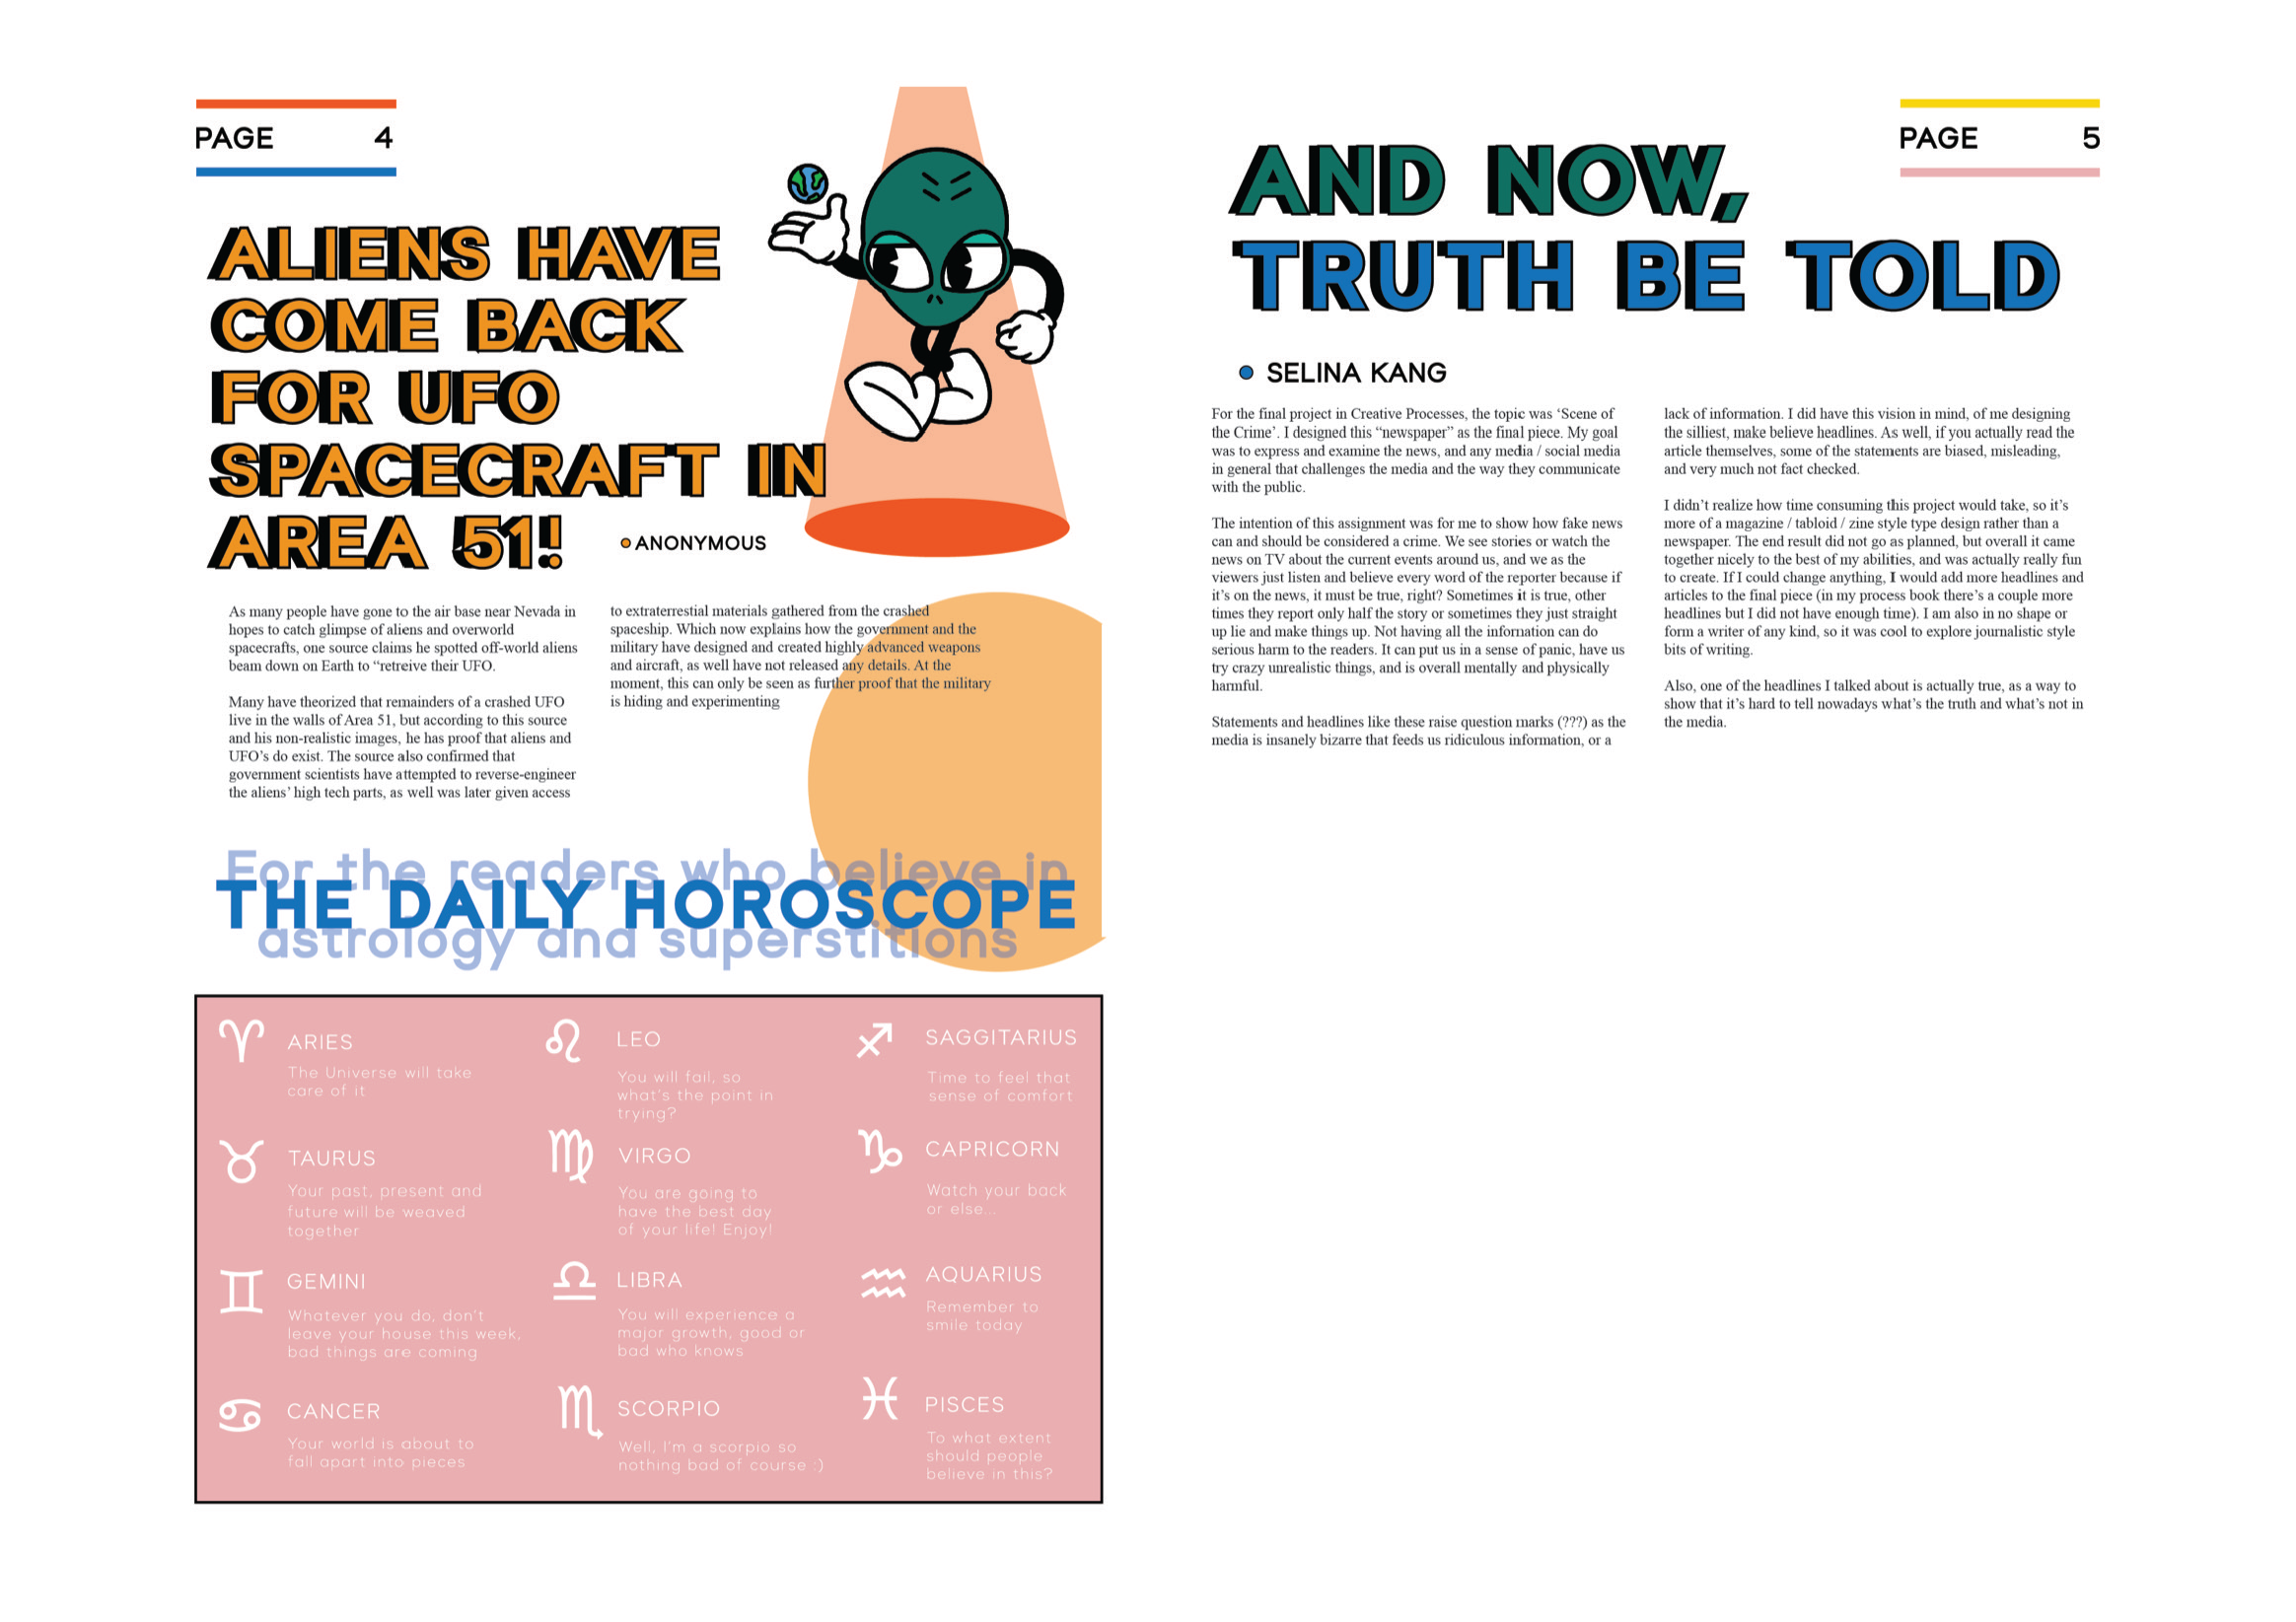 PAGE 4
ALIENS HAVE
COME BACK
FOR UFO
SPACECRAFT IN
AREA 51!
ANONYMOUS
As many people have gone to the air base near Nevada in
hopes to catch glimpse of aliens and overworld
spacecrafts, one source claims he spotted off-world aliens
beam down on Earth to “retreive their UFO.
Many have theorized that remainders of a crashed UFO
live in the walls of Area 51, but according to this source
and his non-realistic images, he has proof that aliens and
UFO’s do exist. The source also confirmed that
government scientists have attempted to reverse-engineer
the aliens’ high tech parts, as well was later given access
to extraterrestial materials gathered from the crashed
spaceship. Which now explains how the government and the
military have designed and created highly advanced weapons
and aircraft, as well have not released any details. At the
moment, this can only be seen as further proof that the military
is hiding and experimenting
For the readers who believe in
THE DAILY HOROSCOPE
astrology and superstitions
ARIES
The Universe will take
care of it
TAURUS
Your past, present and
future will be weaved
together
GEMINI
Whatever you do, don’t
leave your house this week,
bad things are coming
CANCER
Your world is about to
fall apart into pieces
LEO
You will fail, so
what’s the point in
trying?
VIRGO
You are going to
have the best day
of your life! Enjoy!
LIBRA
You will experience a
major growth, good or
bad who knows
SCORPIO
Well, I’m a scorpio so
nothing bad of course :)
SAGGITARIUS
Time to feel that
sense of comfort
CAPRICORN
Watch your back
or else...
AQUARIUS
Remember to
smile today
PISCES
To what extent
should people
believe in this?
PAGE 5
AND NOW,
TRUTH BE TOLD
SELINA KANG
For the final project in Creative Processes, the topic was ‘Scene of
the Crime’. I designed this “newspaper” as the final piece. My goal
was to express and examine the news, and any media / social media
in general that challenges the media and the way they communicate
with the public.
The intention of this assignment was for me to show how fake news
can and should be considered a crime. We see stories or watch the
news on TV about the current events around us, and we as the
viewers just listen and believe every word of the reporter because if
it’s on the news, it must be true, right? Sometimes it is true, other
times they report only half the story or sometimes they just straight
up lie and make things up. Not having all the information can do
serious harm to the readers. It can put us in a sense of panic, have us
try crazy unrealistic things, and is overall mentally and physically
harmful.
Statements and headlines like these raise question marks (???) as the
media is insanely bizarre that feeds us ridiculous information, or a
lack of information. I did have this vision in mind, of me designing
the silliest, make believe headlines. As well, if you actually read the
article themselves, some of the statements are biased, misleading,
and very much not fact checked.
I didn’t realize how time consuming this project would take, so it’s
more of a magazine / tabloid / zine style type design rather than a
newspaper. The end result did not go as planned, but overall it came
together nicely to the best of my abilities, and was actually really fun
to create. If I could change anything, I would add more headlines and
articles to the final piece (in my process book there’s a couple more
headlines but I did not have enough time). I am also in no shape or
form a writer of any kind, so it was cool to explore journalistic style
bits of writing.
Also, one of the headlines I talked about is actually true, as a way to
show that it’s hard to tell nowadays what’s the truth and what’s not in
the media.